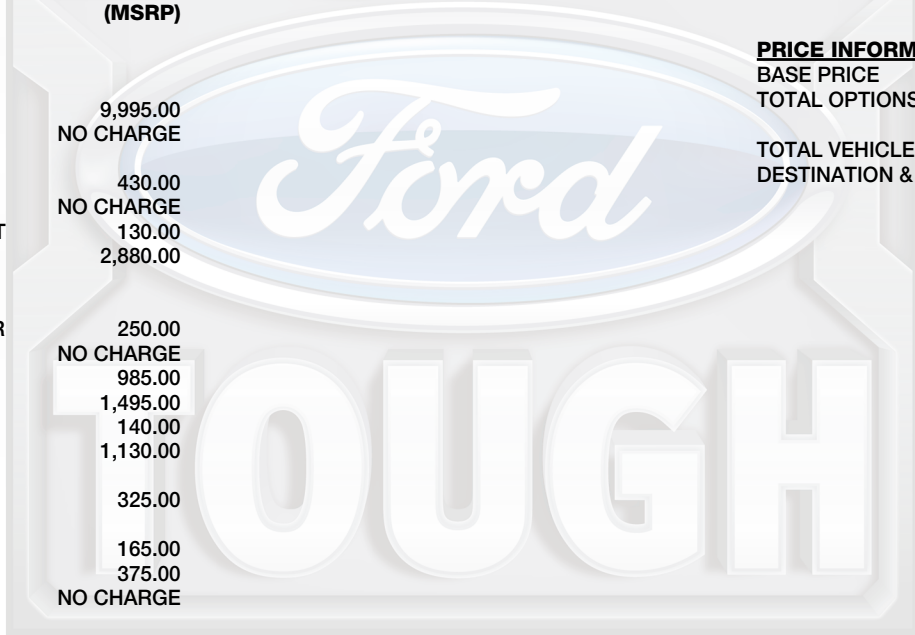 (MSRP)
9,995.00
NO CHARGE
430.00
NO CHARGE
T 130.00
2,880.00
R 250.00
NO CHARGE
985.00
1,495.00
140.00
1,130.00
325.00
165.00
375.00
NO CHARGE
PRICE INFORM
BASE PRICE
TOTAL OPTIONS
TOTAL VEHICLE
DESTINATION &
Ford
TOUGH